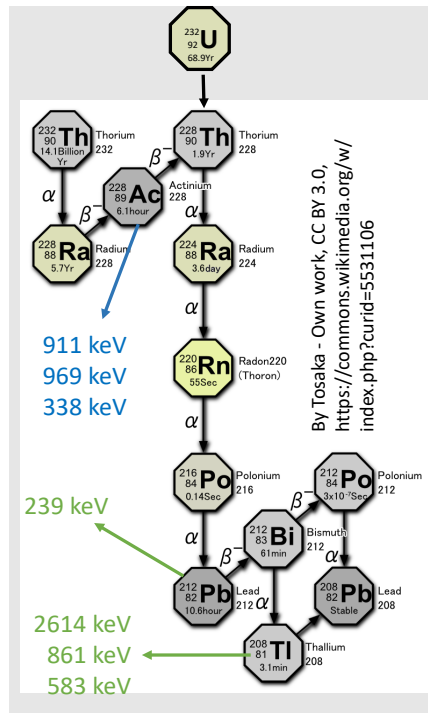 232
92 U
68.9Yr
232
90 Th
14.1Billion
Yr
Thorium
232
α
228
88 Ra
5.7Yr
Radium
228
β−
228
89 Ac
6.1hour
Actinium
228
β−
228
90 Th
1.9Yr
Thorium
228
α
224
88 Ra
3.6day
Radium
224
α
220
86 Rn
55Sec
Radon220
(Thoron)
α
216
84 Po
0.14Sec
Polonium
216
α
212
82 Pb
10.6hour
Lead
212
β−
212
83 Bi
61min
Bismuth
212
β−
212
84 Po
3x10⁻⁷Sec
Polonium
212
α
α
208
81 Tl
3.1min
Thallium
208
208
82 Pb
Stable
Lead
208
911 keV
969 keV
338 keV
239 keV
2614 keV
861 keV
583 keV
By Tosaka - Own work, CC BY 3.0,
https://commons.wikimedia.org/w/
index.php?curid=5531106